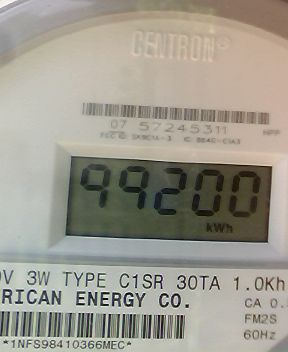 CENTRON®
07 57245311
HPP
99200
kWh
0V 3W TYPE C1SR 30TA 1.0Kh
RICAN ENERGY CO.
CA 0.
FM2S
60Hz
*1NFS98410366MEC*